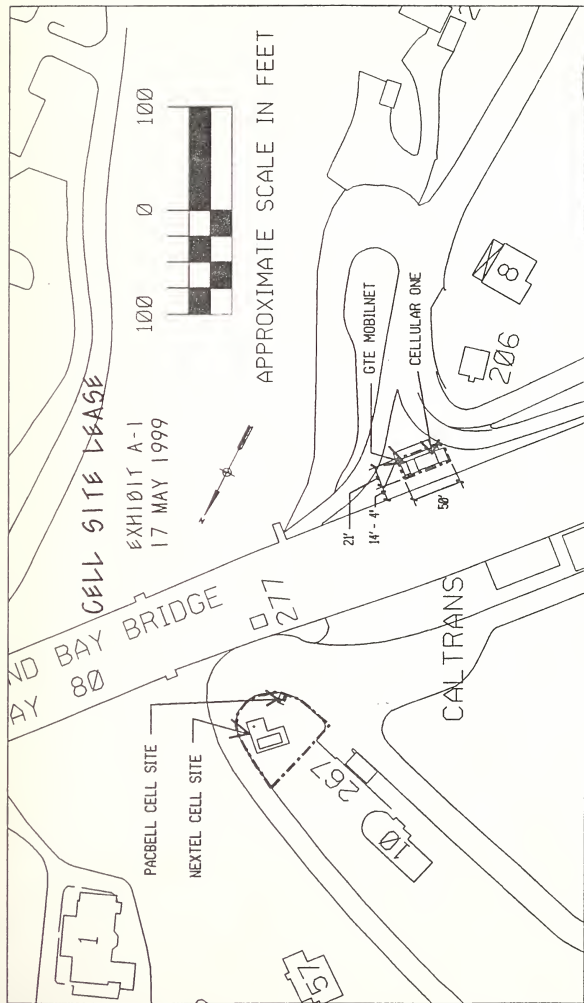 CELL SITE LEASE
EXHIBIT A-1
17 MAY 1999
100 0 100
APPROXIMATE SCALE IN FEET
ND BAY BRIDGE
AY 80
277
PACBELL CELL SITE
NEXTEL CELL SITE
GTE MOBILNET
CELLULAR ONE
21'
14' - 4'
50'
CALTRANS
267
10
1
57
206
8